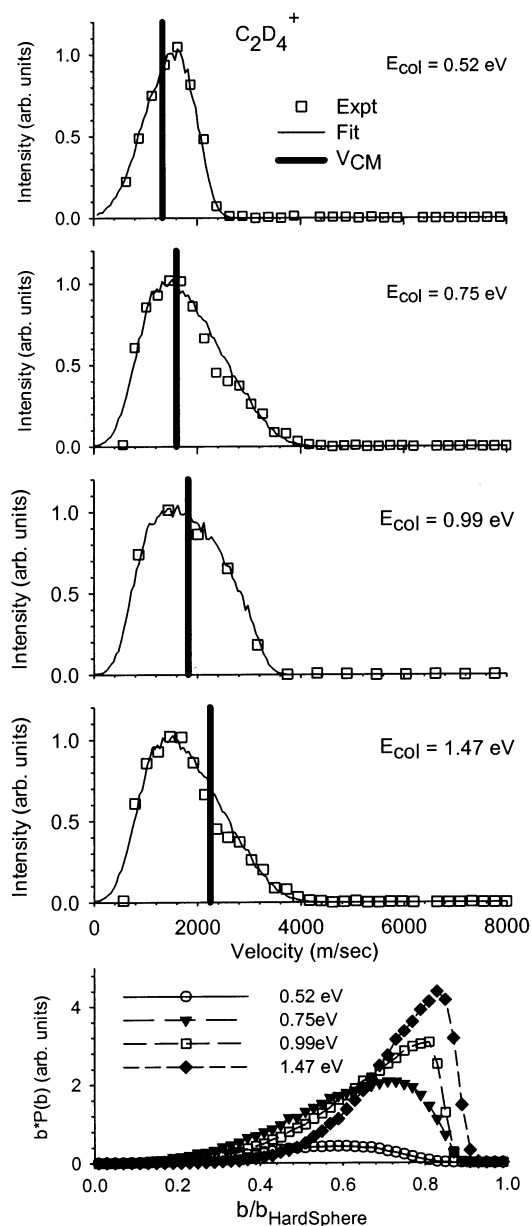 C2D4+
Ecol = 0.52 eV
Expt
Fit
VCM
Intensity (arb. units)
1.0
0.5
0.0
Ecol = 0.75 eV
Intensity (arb. units)
1.0
0.5
0.0
Ecol = 0.99 eV
Intensity (arb. units)
1.0
0.5
0.0
Ecol = 1.47 eV
Intensity (arb. units)
1.0
0.5
0.0
0 2000 4000 6000 8000
Velocity (m/sec)
0.52 eV
0.75eV
0.99eV
1.47 eV
b*P(b) (arb. units)
4
2
0
0.0 0.2 0.4 0.6 0.8 1.0
b/bHardSphere